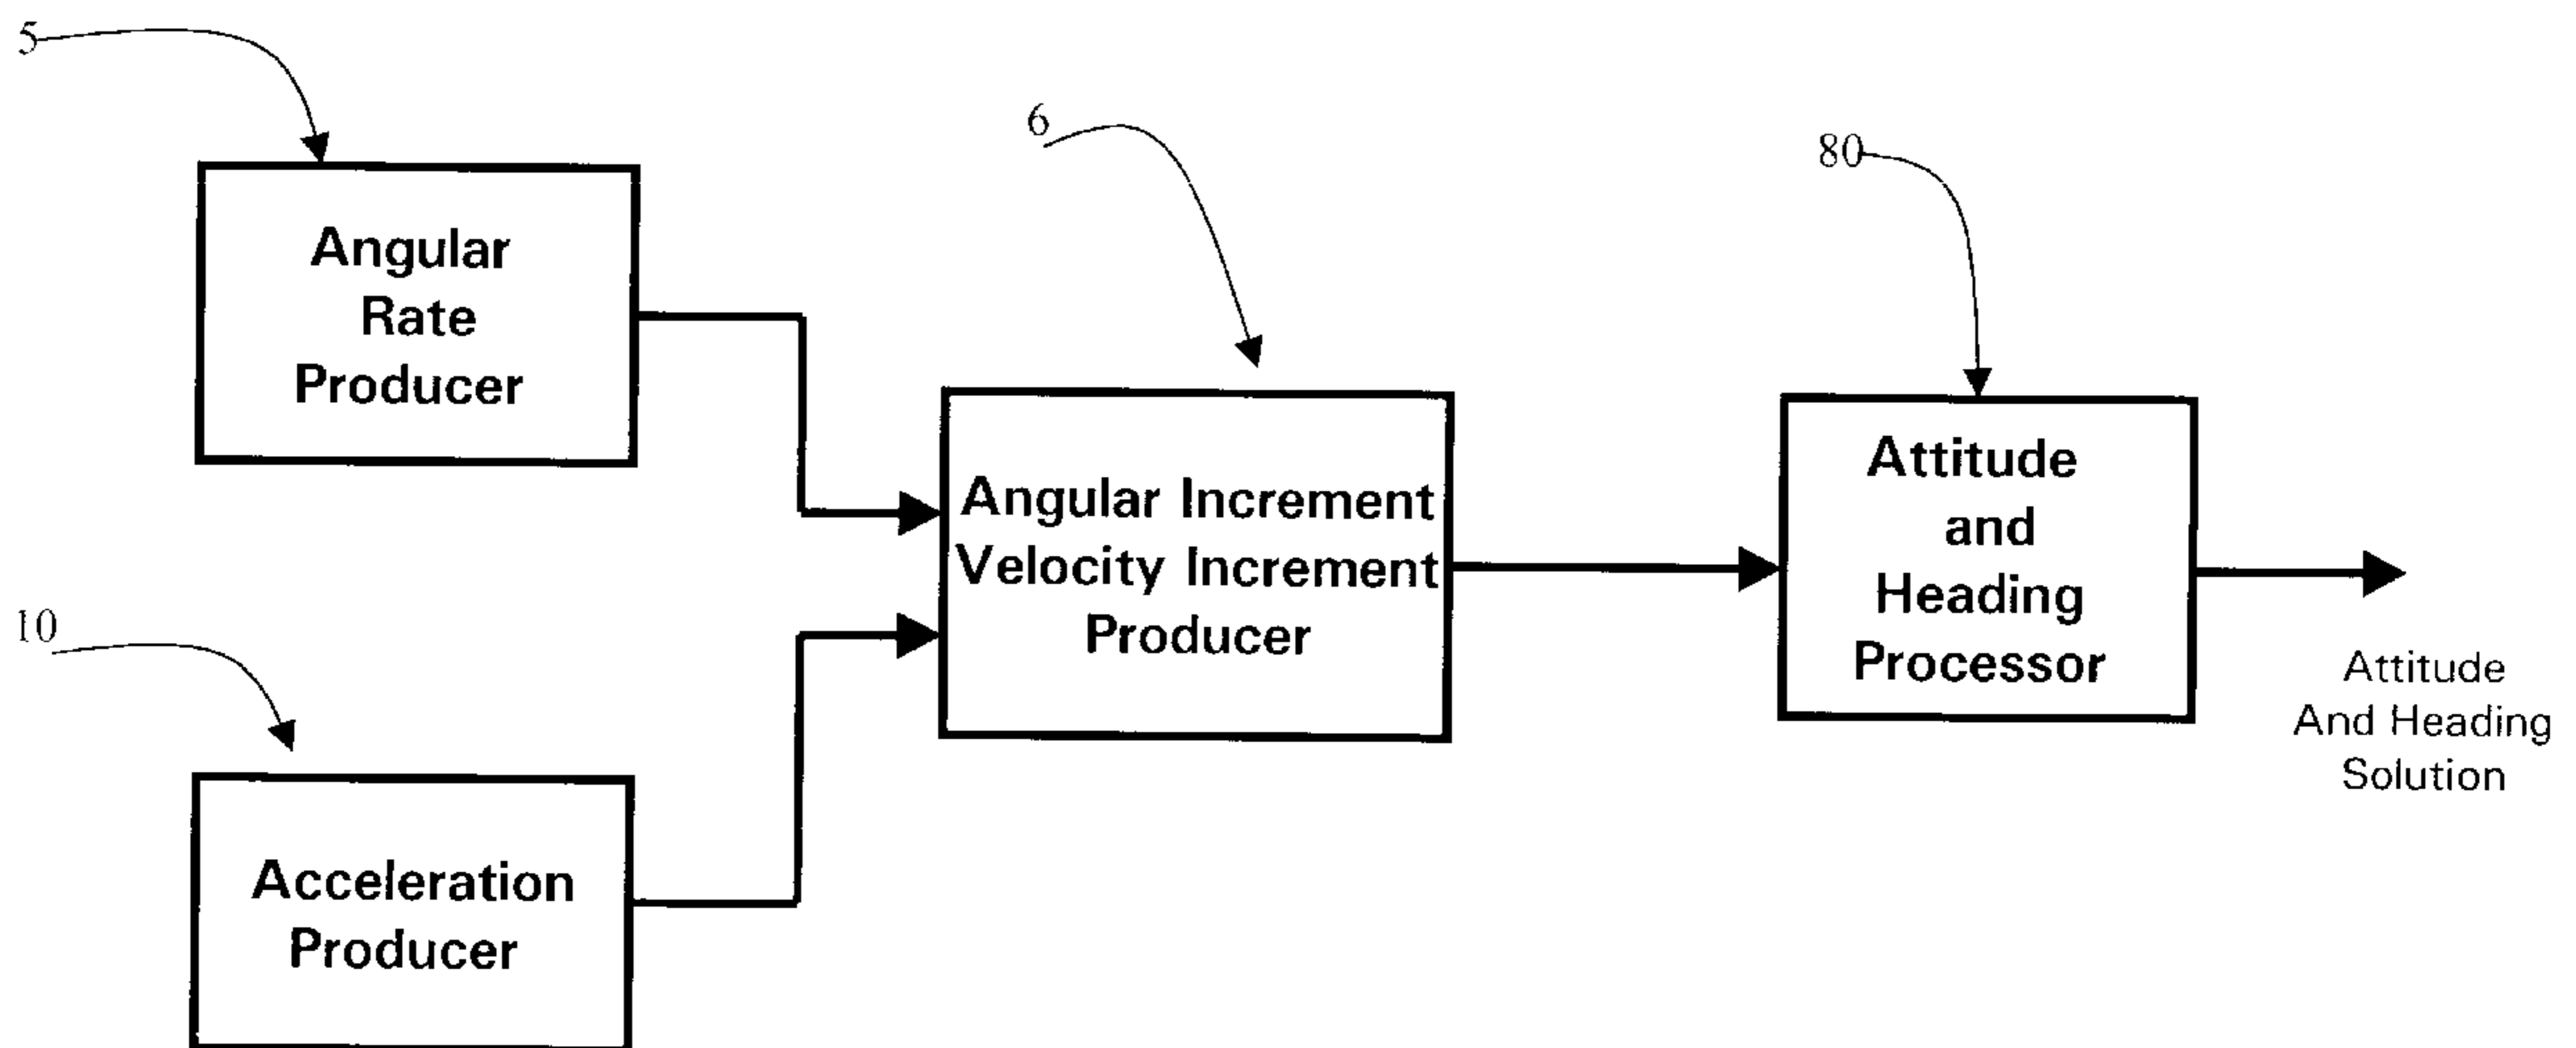 5
Angular
Rate
Producer
6
Angular Increment
Velocity Increment
Producer
80
Attitude
and
Heading
Processor
Attitude
And Heading
Solution
10
Acceleration
Producer